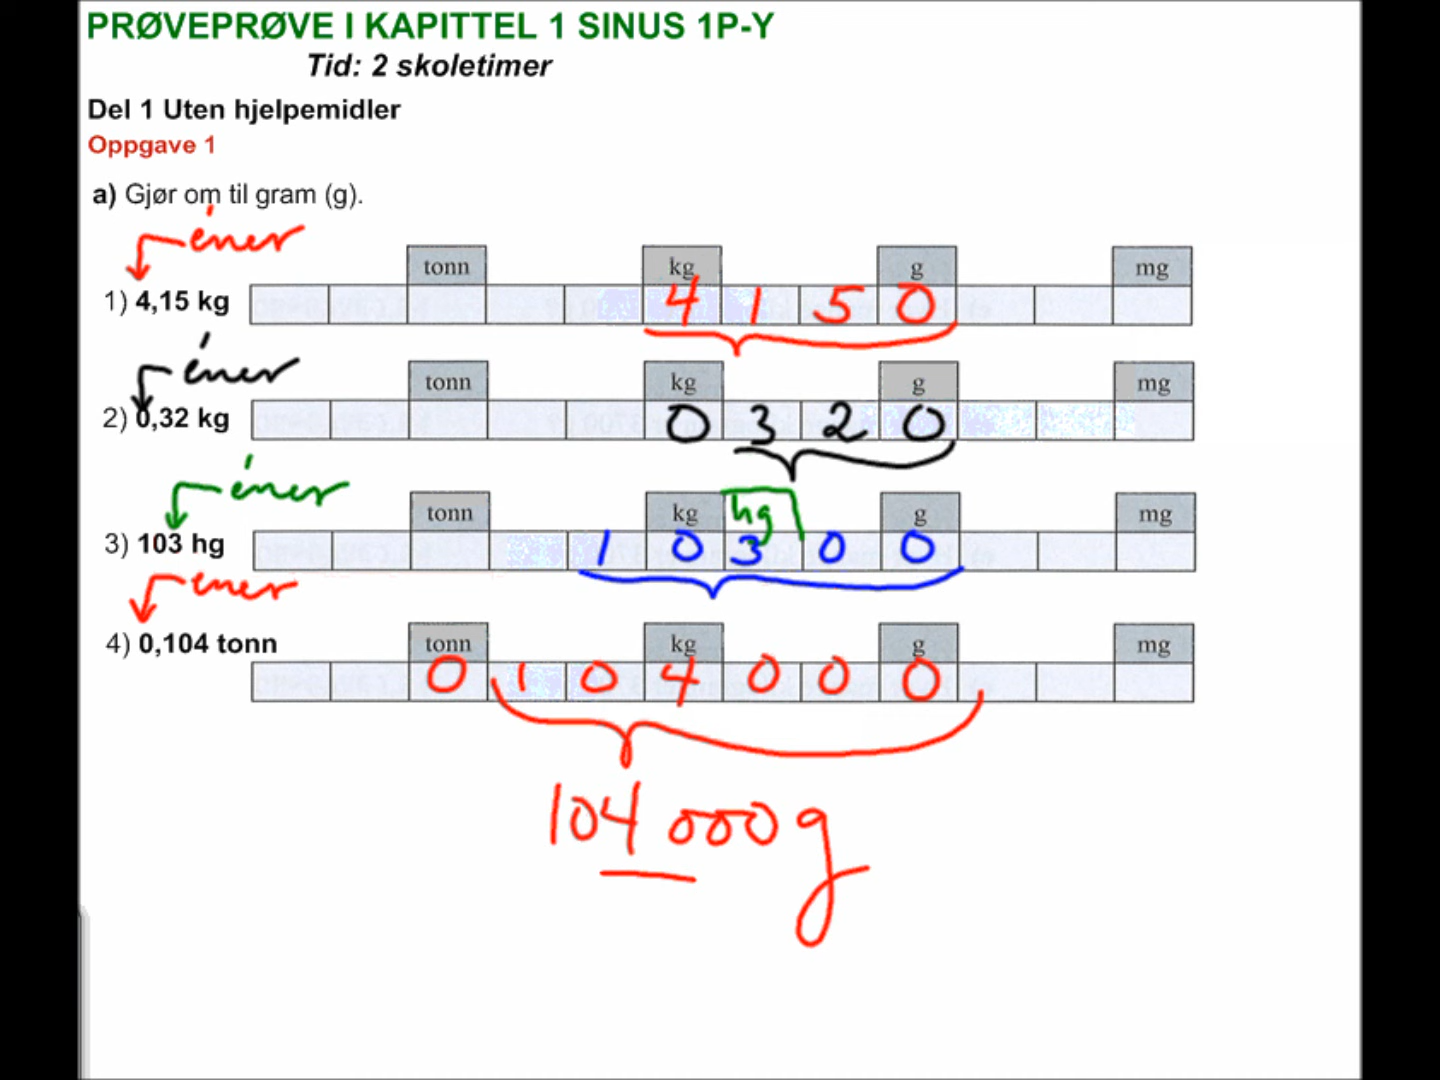 PRØVEPRØVE I KAPITTEL 1 SINUS 1P-Y
Tid: 2 skoletimer
Del 1 Uten hjelpemidler
Oppgave 1
a) Gjør om til gram (g).
éner
tonn kg g mg
1) 4,15 kg 4 1 5 0
éner
tonn kg g mg
2) 0,32 kg 0 3 2 0
éner
tonn kg hg g mg
3) 103 hg 1 0 3 0 0
ener
4) 0,104 tonn tonn kg g mg
0 1 0 4 0 0 0
104 000 g